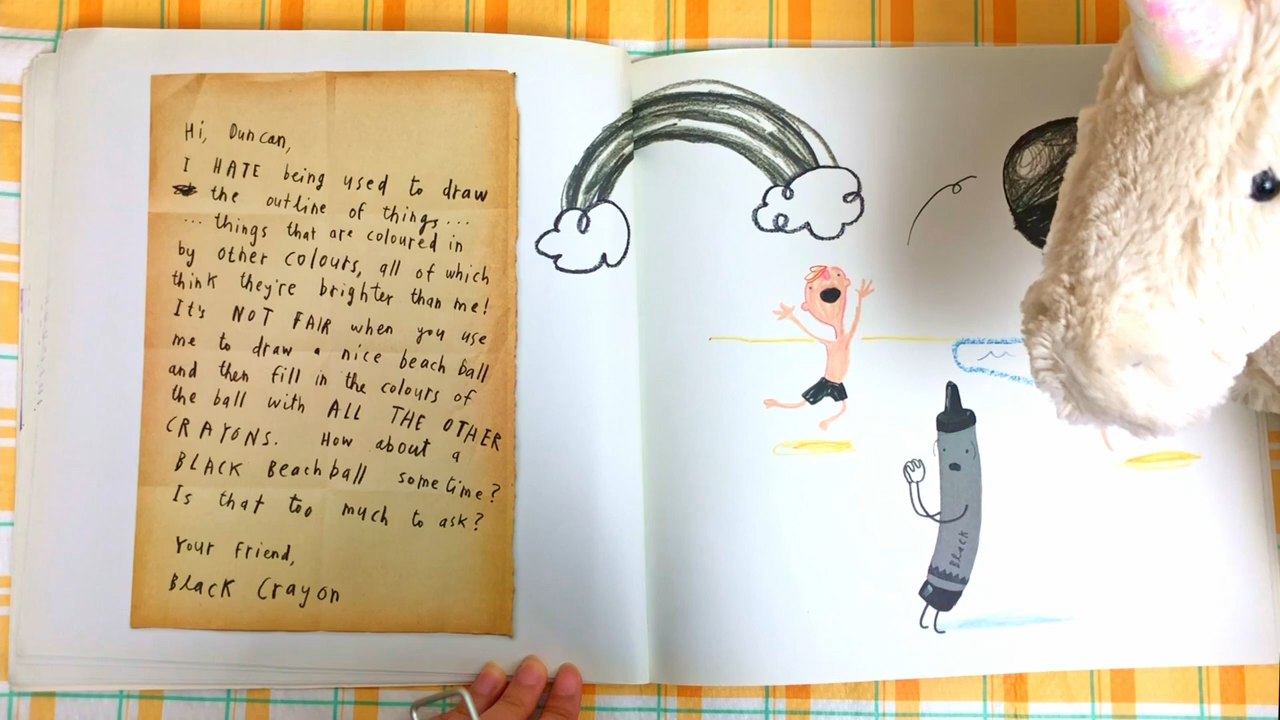 Hi, Duncan,
I HATE being used to draw
the outline of things...
... things that are coloured in
by other colours, all of which
think they're brighter than me!
It's NOT FAIR when you use
me to draw a nice beach ball
and then fill in the colours of
the ball with ALL THE OTHER
CRAYONS. How about a
BLACK Beach ball sometime?
Is that too much to ask?
Your friend,
Black Crayon
Black